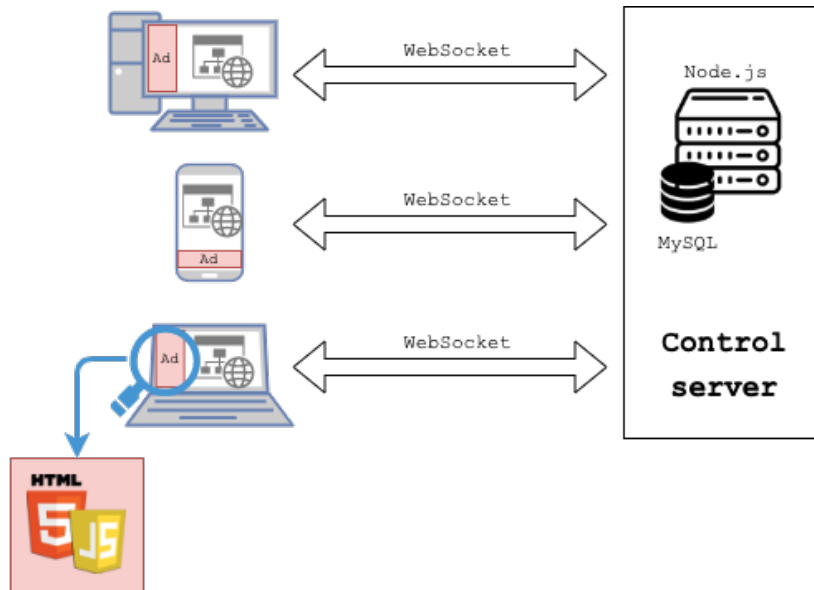 Ad
WebSocket
Node.js
MySQL
WebSocket
Ad
WebSocket
Ad
Control
server
HTML
5
JS